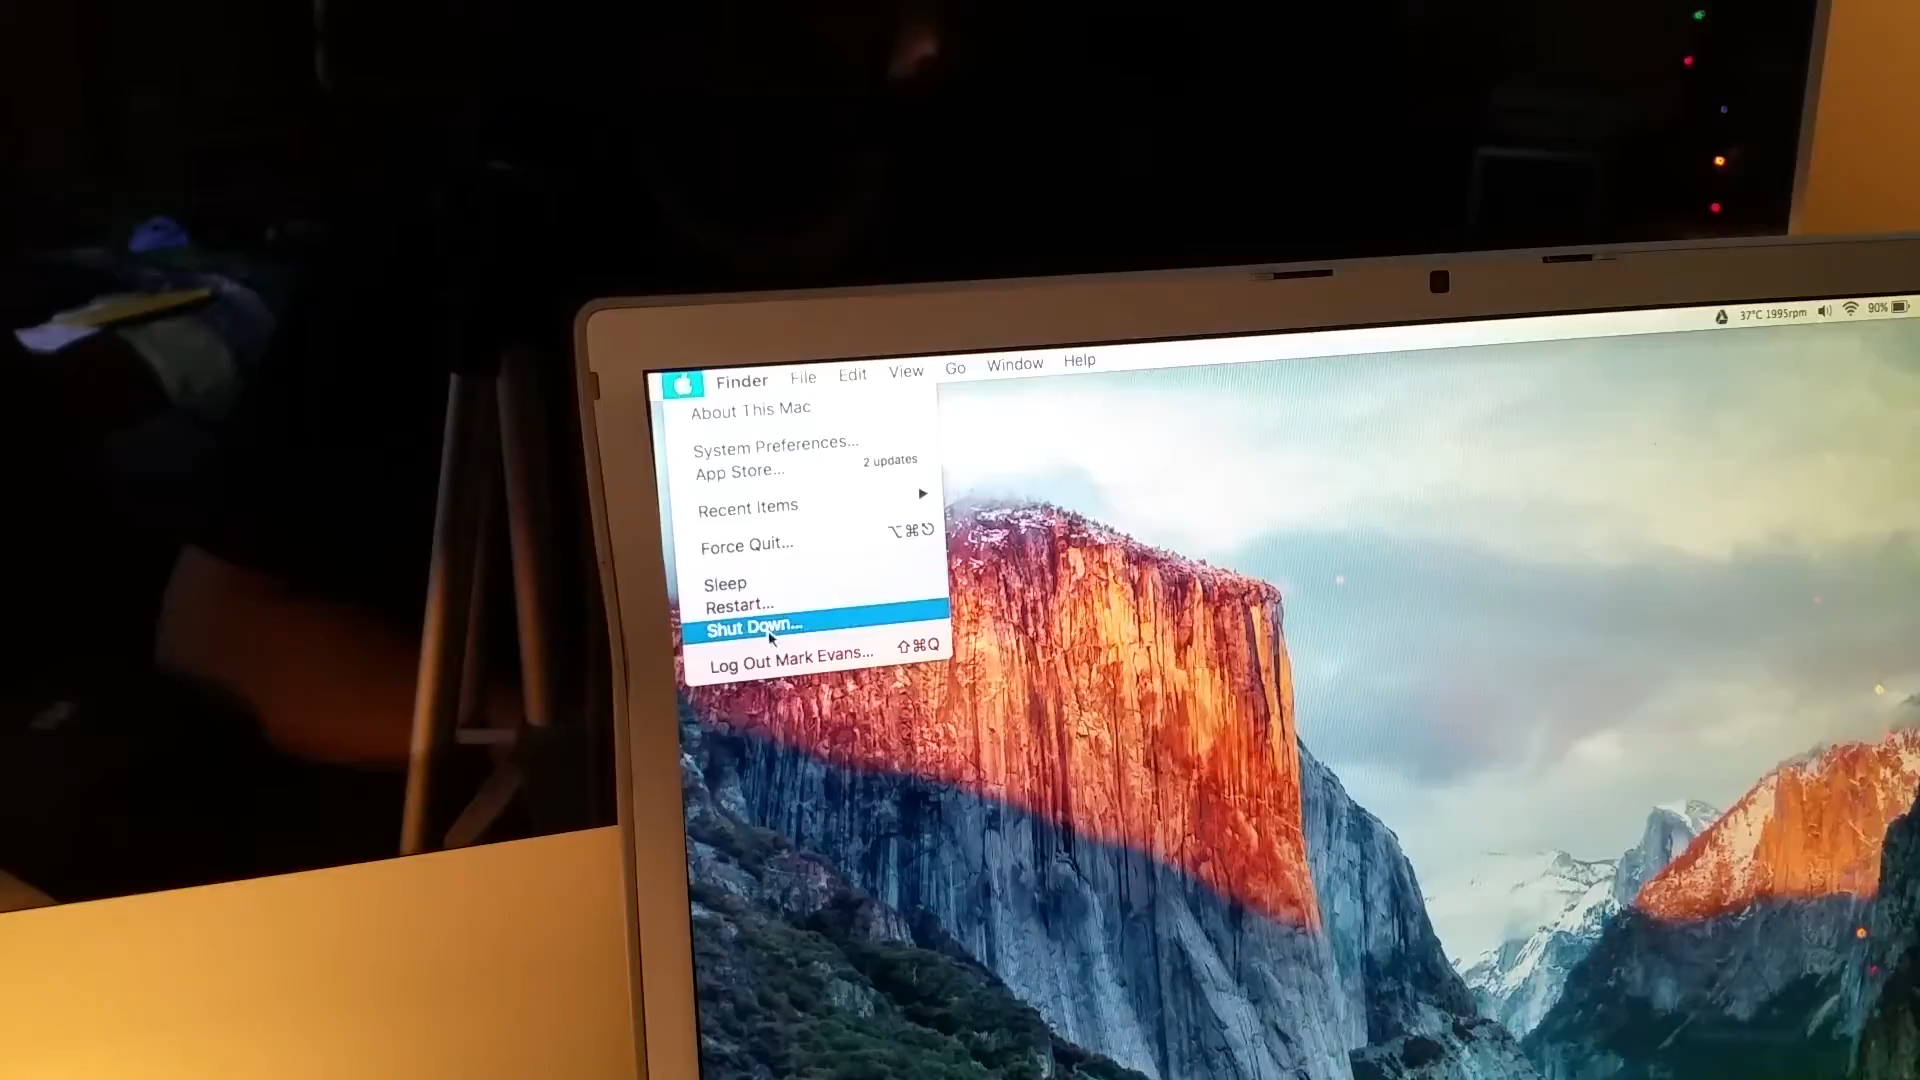 Finder File Edit View Go Window Help
37°C 1995rpm 90%
About This Mac
System Preferences...
App Store... 2 updates
Recent Items ▶
Force Quit... ⌥⌘⎋
Sleep
Restart...
Shut Down...
Log Out Mark Evans... ⇧⌘Q